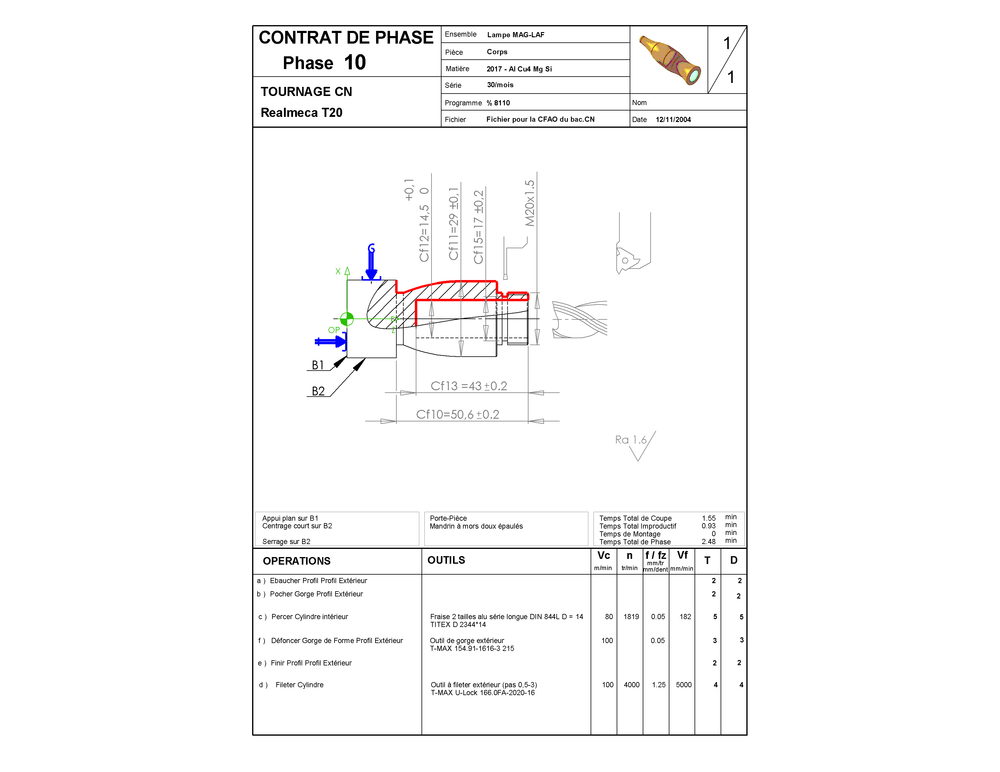 CONTRAT DE PHASE
Phase 10
TOURNAGE CN
Realmeca T20
Ensemble Lampe MAG-LAF
Pièce Corps
Matière 2017 - Al Cu4 Mg Si
Série 30/mois
Programme % 8110
Fichier Fichier pour la CFAO du bac.CN
1
1
Nom
Date 12/11/2004
+0,1
Cf12=14,5 0
Cf11=29 ±0,1
Cf15=17 ±0,2
M20x1.5
X
OP
Z
B1
B2
Cf13 =43 ±0.2
Cf10=50,6 ±0.2
Ra 1.6
Appui plan sur B1
Centrage court sur B2
Serrage sur B2
Porte-Pièce
Mandrin à mors doux épaulés
Temps Total de Coupe 1.55 min
Temps Total Improductif 0.93 min
Temps de Montage 0 min
Temps Total de Phase 2.48 min
OPERATIONS OUTILS Vc n f / fz Vf T D
m/min tr/min mm/tr mm/dent mm/min
a ) Ebaucher Profil Profil Extérieur 2 2
b ) Pocher Gorge Profil Extérieur 2 2
c ) Percer Cylindre intérieur Fraise 2 tailles alu série longue DIN 844L D = 14 80 1819 0.05 182 5 5
TITEX D 2344*14
f ) Défoncer Gorge de Forme Profil Extérieur Outil de gorge extérieur 100 0.05 3 3
T-MAX 154.91-1616-3 215
e ) Finir Profil Profil Extérieur 2 2
d ) Fileter Cylindre Outil à fileter extérieur (pas 0,5-3) 100 4000 1.25 5000 4 4
T-MAX U-Lock 166.0FA-2020-16